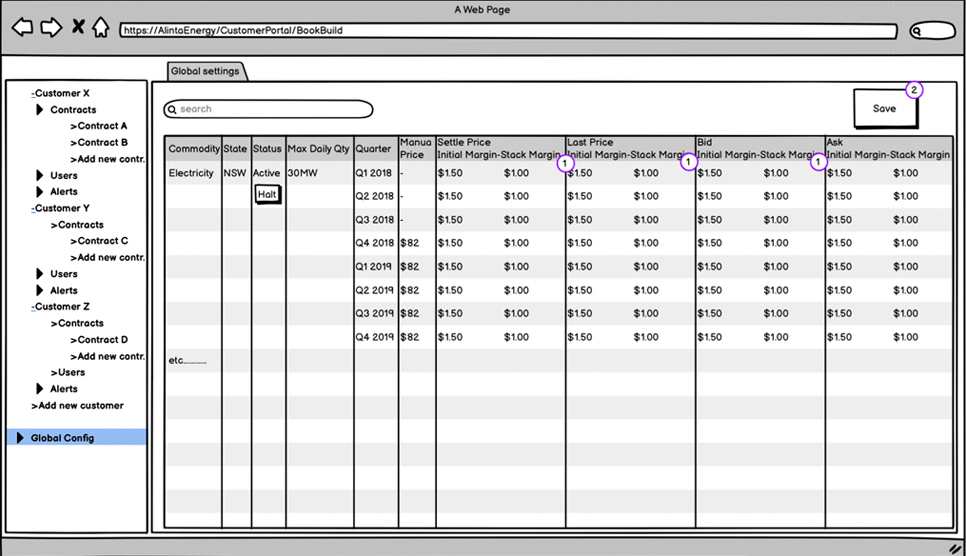 A Web Page
https://AlintaEnergy/CustomerPortal/BookBuild
-Customer X
Contracts
>Contract A
>Contract B
>Add new contr.
Users
Alerts
-Customer Y
>Contracts
>Contract C
>Add new contr.
Users
Alerts
-Customer Z
>Contracts
>Contract D
>Add new contr.
>Users
Alerts
>Add new customer
Global Config
Global settings
search
Save
2
Commodity State Status Max Daily Qty Quarter Manua Price Settle Price Initial Margin-Stack Margin Last Price Initial Margin-Stack Margin Bid Initial Margin-Stack Margin Ask Initial Margin-Stack Margin
1 1 1
Electricity NSW Active 30MW Q1 2018 - $1.50 $1.00 $1.50 $1.00 $1.50 $1.00 $1.50 $1.00
Halt Q2 2018 - $1.50 $1.00 $1.50 $1.00 $1.50 $1.00 $1.50 $1.00
Q3 2018 - $1.50 $1.00 $1.50 $1.00 $1.50 $1.00 $1.50 $1.00
Q4 2018 $82 $1.50 $1.00 $1.50 $1.00 $1.50 $1.00 $1.50 $1.00
Q1 2019 $82 $1.50 $1.00 $1.50 $1.00 $1.50 $1.00 $1.50 $1.00
Q2 2019 $82 $1.50 $1.00 $1.50 $1.00 $1.50 $1.00 $1.50 $1.00
Q3 2019 $82 $1.50 $1.00 $1.50 $1.00 $1.50 $1.00 $1.50 $1.00
Q4 2019 $82 $1.50 $1.00 $1.50 $1.00 $1.50 $1.00 $1.50 $1.00
etc...........